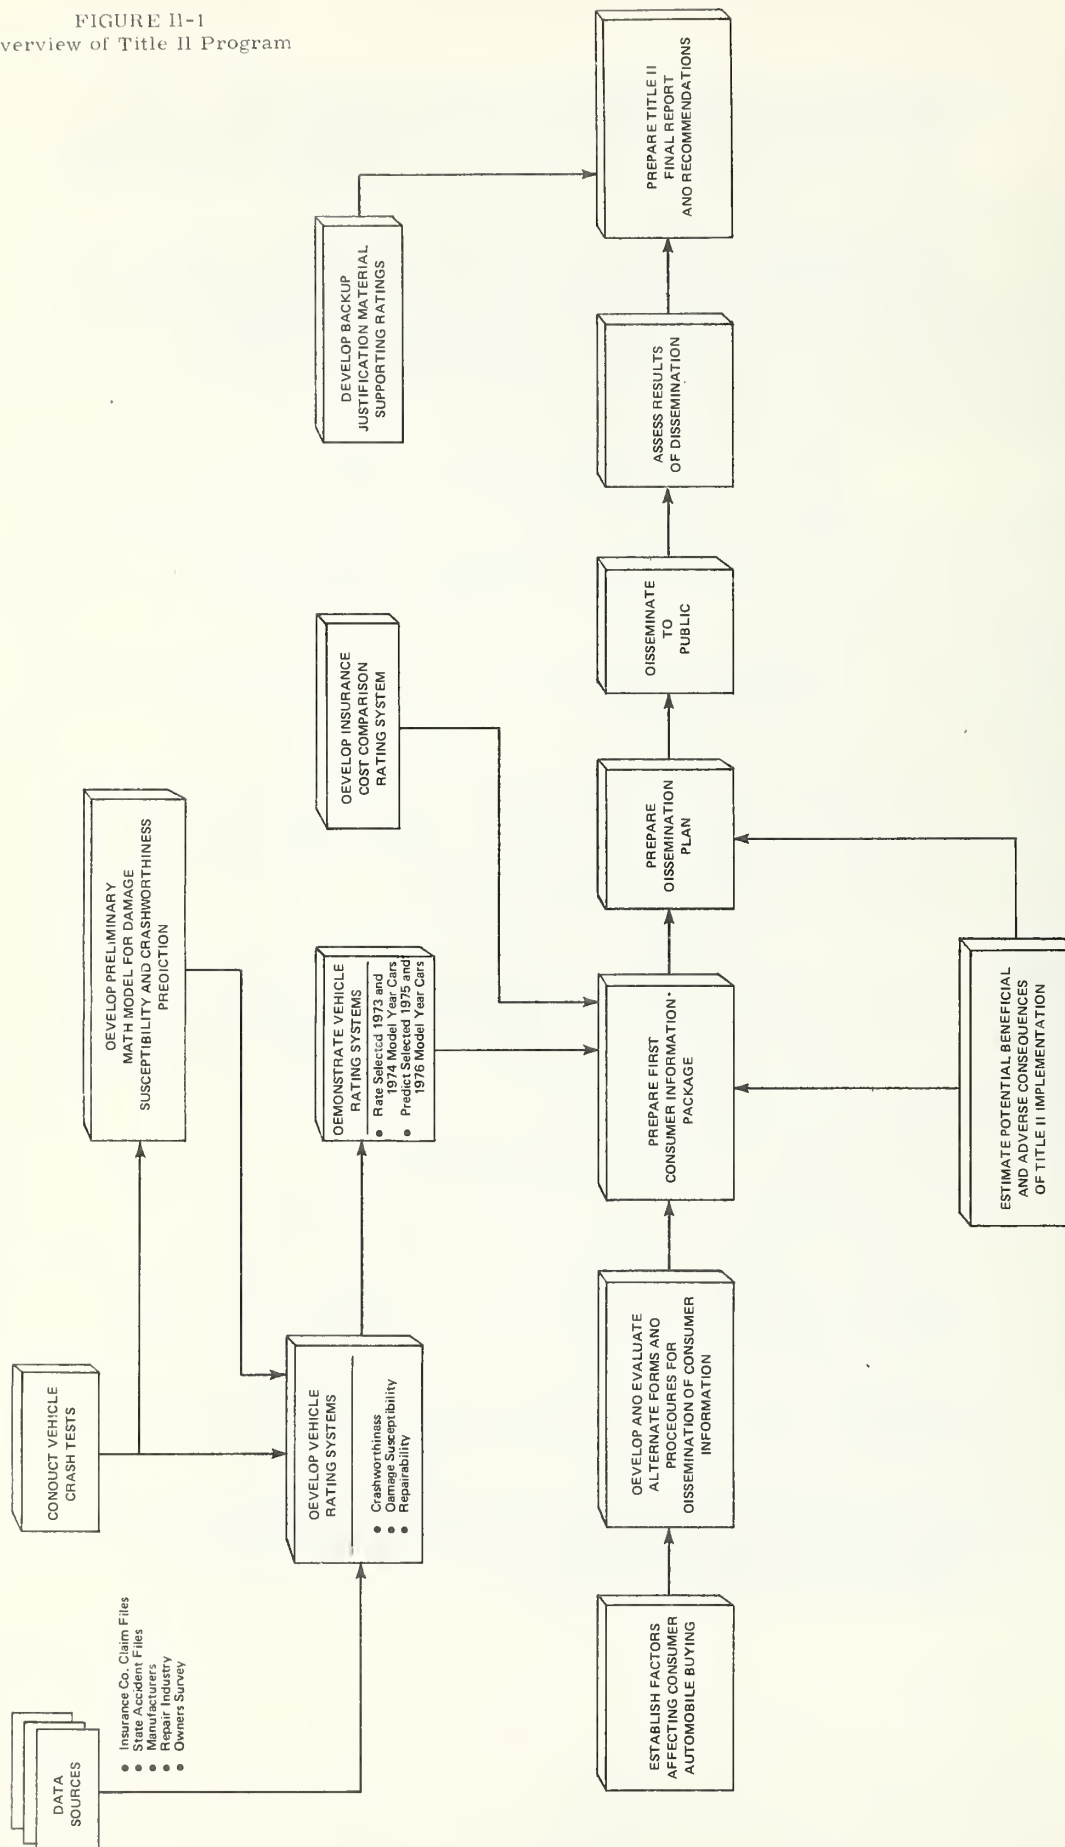 FIGURE II-1
verview of Title II Program
DATA
SOURCES
• Insurance Co. Claim Files
• State Accident Files
• Manufacturers
• Repair Industry
• Owners Survey
CONOUCT VEHICLE
CRASH TESTS
OEVELOP PRELIMINARY
MATH MODEL FOR DAMAGE
SUSCEPTIBILITY AND CRASHWORTHINESS
PREOICTION
OEVELOP VEHICLE
RATING SYSTEMS
• Crashworthinass
• Oamage Susceptibility
• Repairability
OEMONSTRATE VEHICLE
RATING SYSTEMS
• Rate Selected 1973 and
1974 Model Year Cars
• Predict Selected 1975 and
1976 Model Year Cars
OEVELOP INSURANCE
COST COMPARISON
RATING SYSTEM
DEVELOP BACKUP
JUSTIFICATION MATERIAL
SUPPORTING RATINGS
ESTABLISH FACTORS
AFFECTING CONSUMER
AUTOMOBILE BUYING
OEVELOP AND EVALUATE
ALTERNATE FORMS AND
PROCEOURES FOR
OISSEMINATION OF CONSUMER
INFORMATION
PREPARE FIRST
CONSUMER INFORMATION•
PACKAGE
PREPARE
OISSEMINATION
PLAN
OISSEMINATE
TO
PUBLIC
ASSESS RESULTS
OF DISSEMINATION
PREPARE TITLE II
FINAL REPORT
AND RECOMMENDATIONS
ESTIMATE POTENTIAL BENEFICIAL
AND ADVERSE CONSEQUENCES
OF TITLE II IMPLEMENTATION